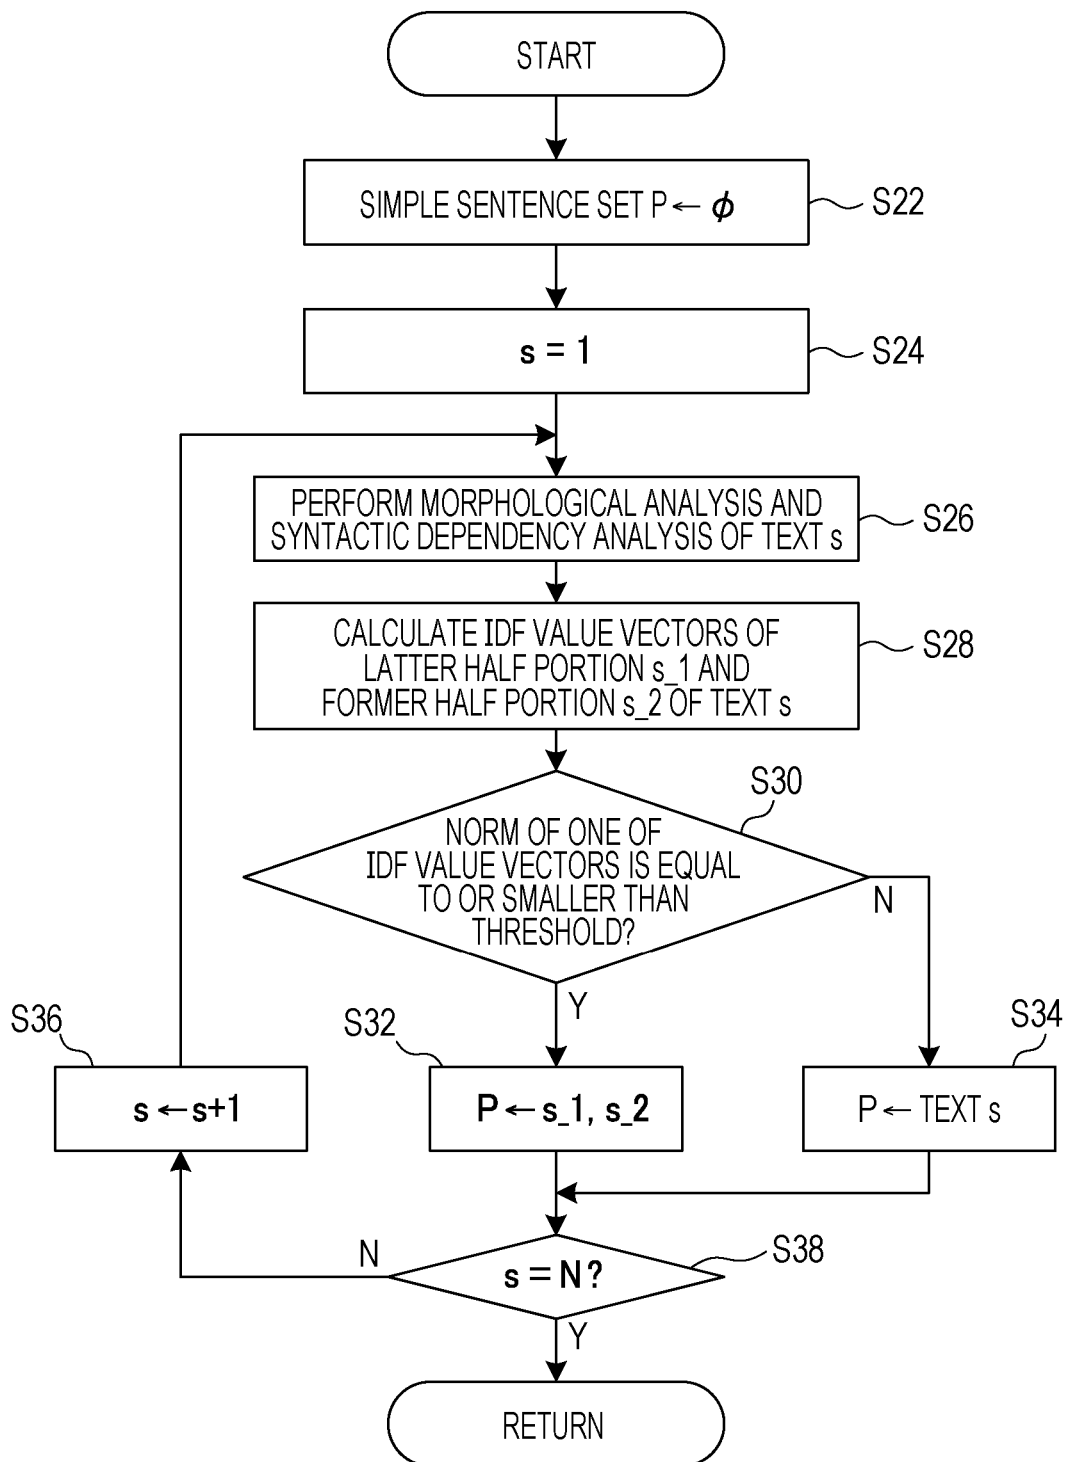 START
SIMPLE SENTENCE SET P ← ϕ
S22
s = 1
S24
PERFORM MORPHOLOGICAL ANALYSIS AND
SYNTACTIC DEPENDENCY ANALYSIS OF TEXT s
S26
CALCULATE IDF VALUE VECTORS OF
LATTER HALF PORTION s_1 AND
FORMER HALF PORTION s_2 OF TEXT s
S28
S30
NORM OF ONE OF
IDF VALUE VECTORS IS EQUAL
TO OR SMALLER THAN
THRESHOLD?
N
Y
S36
S32
S34
s ← s+1
P ← s_1, s_2
P ← TEXT s
N
S38
s = N?
Y
RETURN